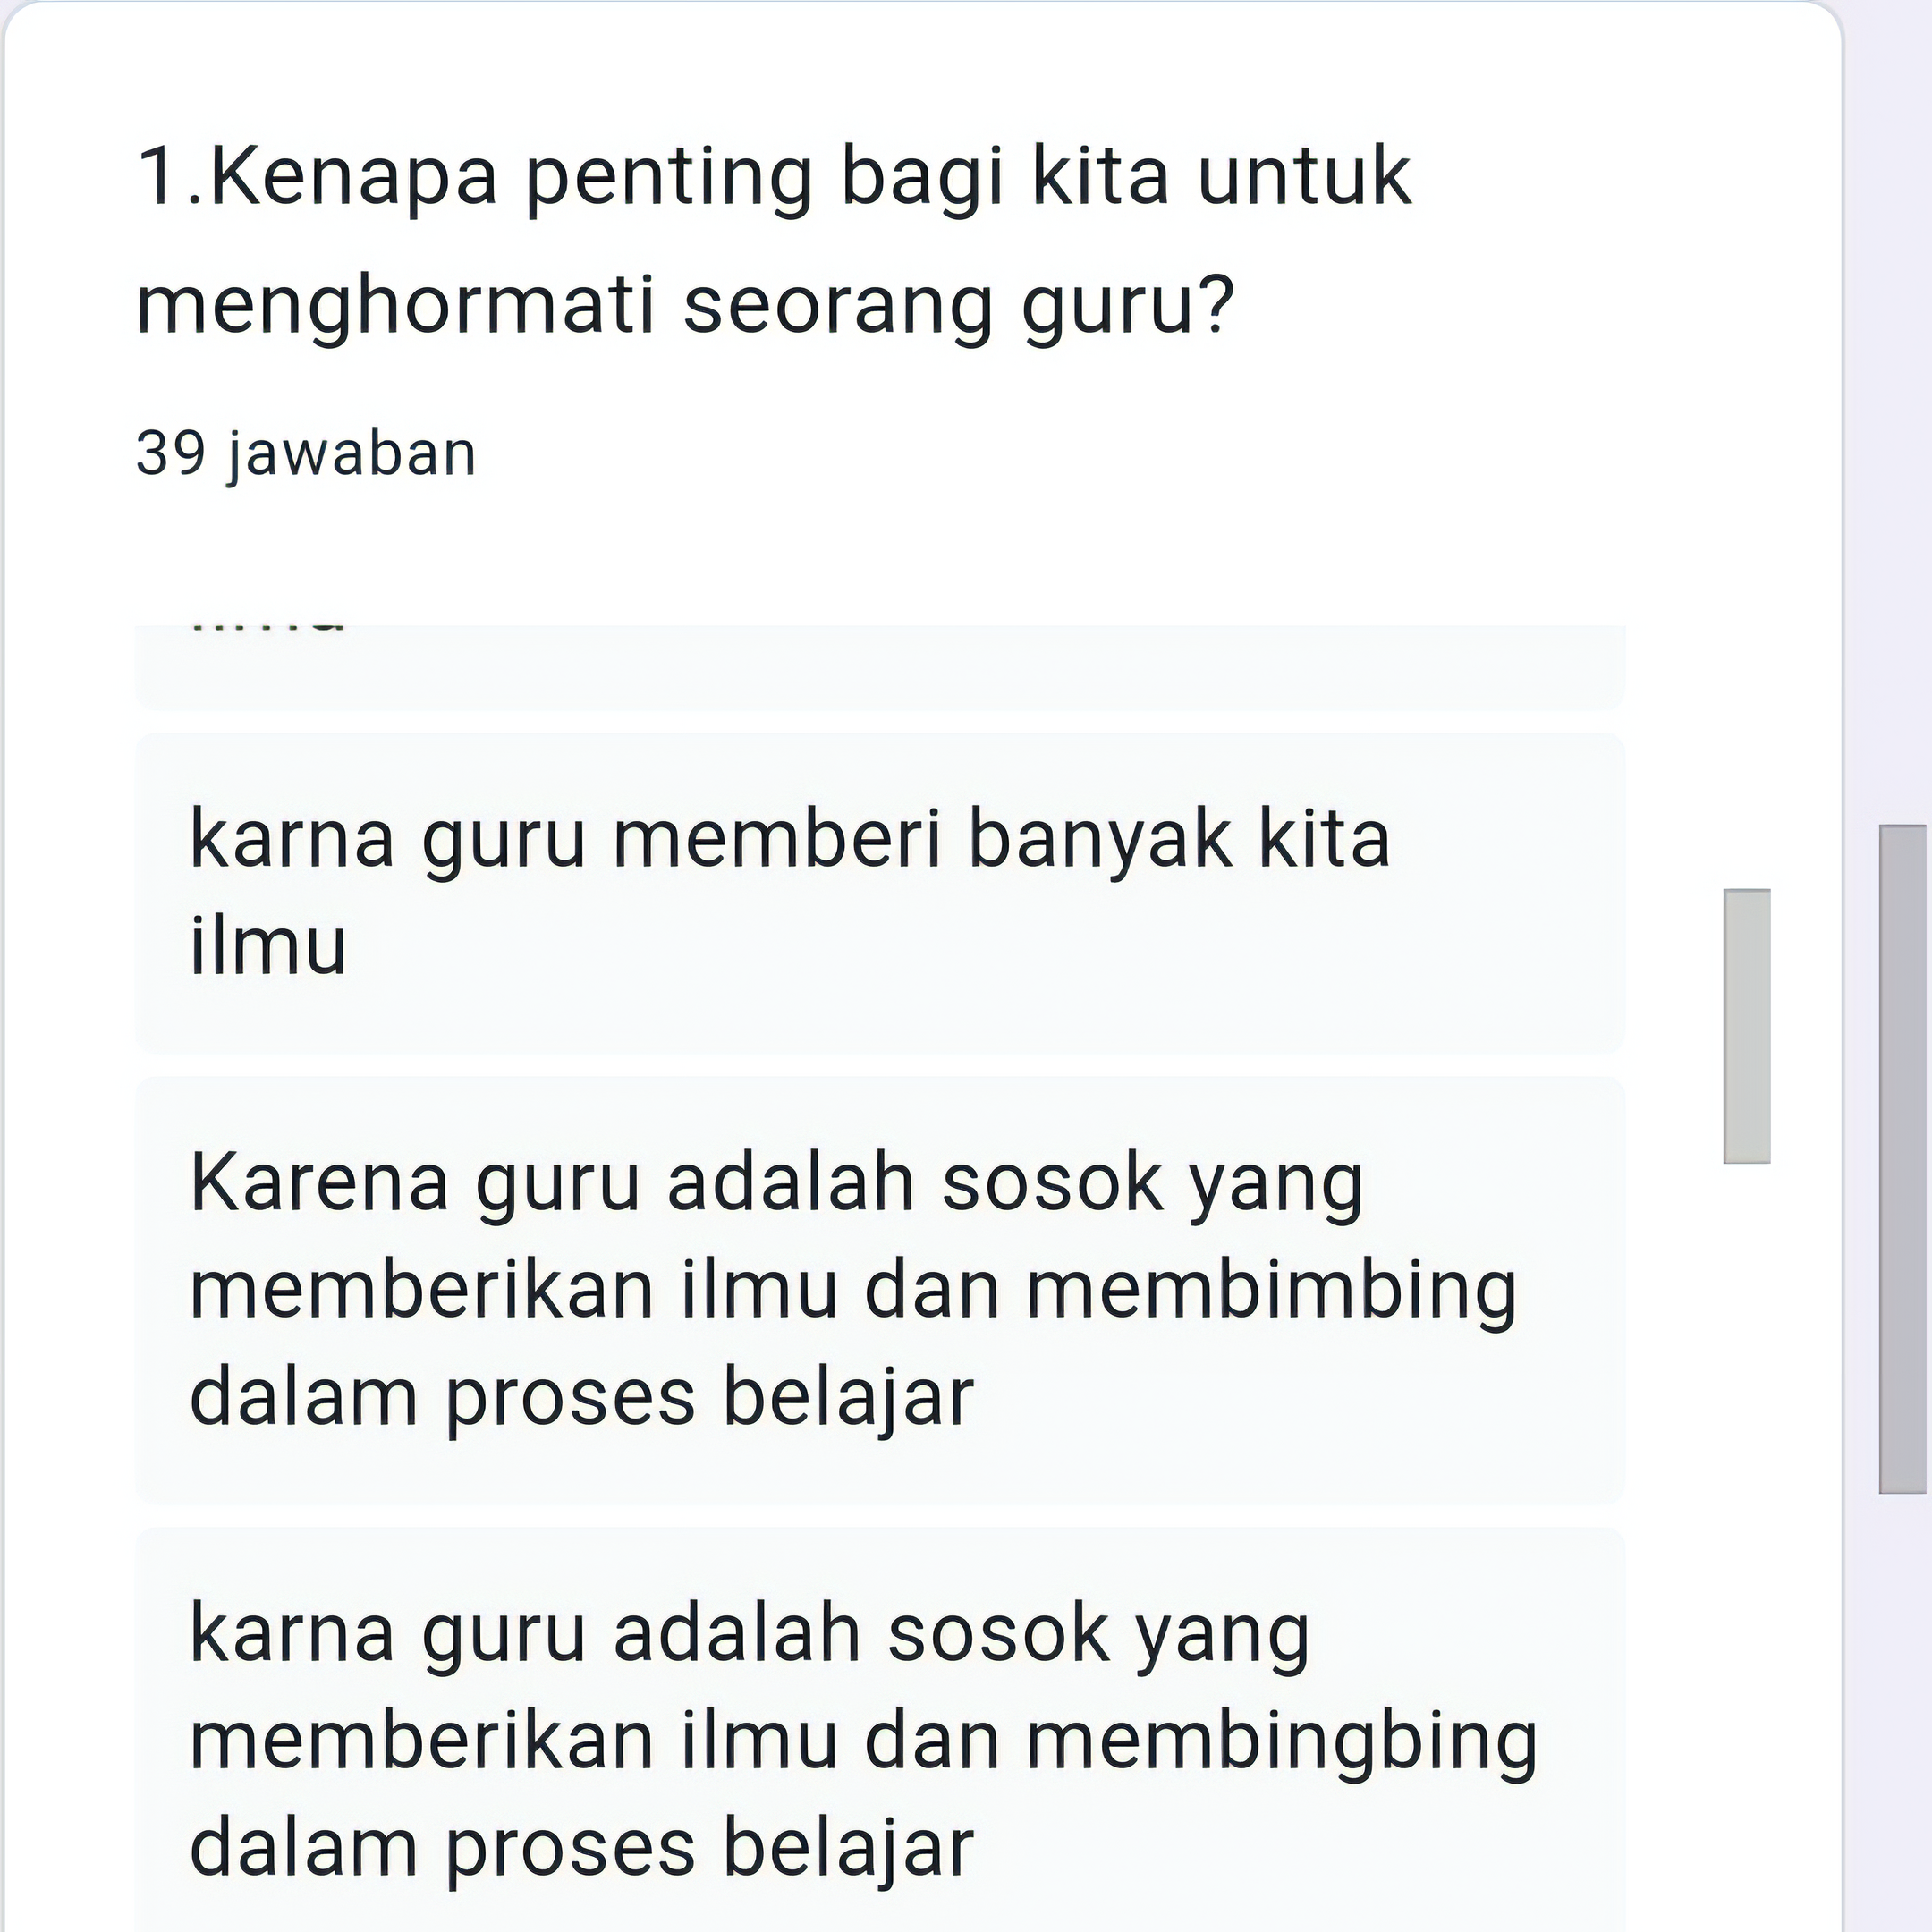 1.Kenapa penting bagi kita untuk
menghormati seorang guru?
39 jawaban
karna guru memberi banyak kita
ilmu
Karena guru adalah sosok yang
memberikan ilmu dan membimbing
dalam proses belajar
karna guru adalah sosok yang
memberikan ilmu dan membingbing
dalam proses belajar